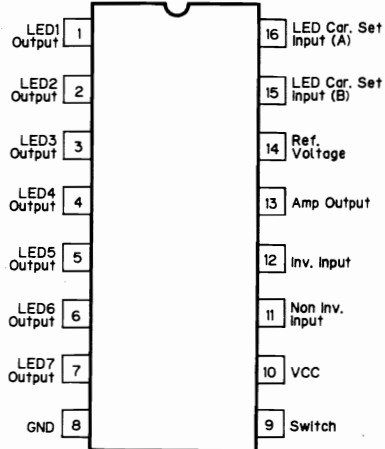 LED1
Output
1
16
LED Car. Set
Input (A)
LED2
Output
2
15
LED Car. Set
Input (B)
LED3
Output
3
14
Ref.
Voltage
LED4
Output
4
13
Amp Output
LED5
Output
5
12
Inv. Input
LED6
Output
6
11
Non Inv.
Input
LED7
Output
7
10
VCC
GND
8
9
Switch